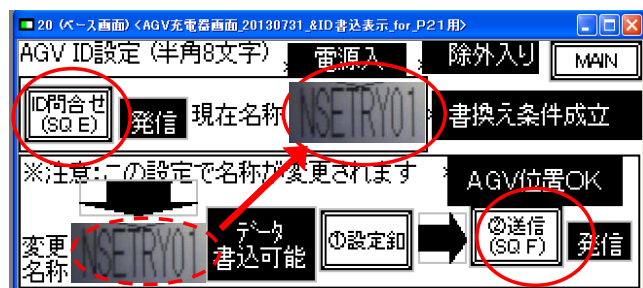 20 (ベース画面) <AGV充電器画面_20130731_&ID書込表示_for_P21用>
AGV ID設定 (半角8文字) * 電源入 * 除外入り MAIN
ID問合せ (SQ E) 発信 現在名称 NSETRY01 * 書換え条件成立
※注意:この設定で名称が変更されます * AGV位置OK
変更名称 NSETRY01 データ書込可能 ①設定釦 ②送信 (SQ F) 発信